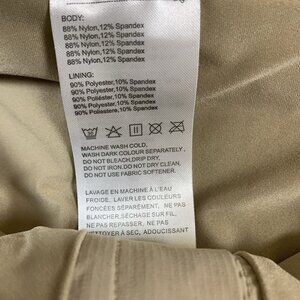 BODY:
88% Nylon,12% Spandex
88% Nylon,12% Spandex
88% Nylon,12% Spandex
88% Nylon,12% Spandex
88% Nylon,12% Spandex
LINING:
90% Polyester,10% Spandex
90% Polyester,10% Spandex
90% Poliéster,10% Spandex
90% Polyester,10% Spandex
90% Poliestere,10% Spandex
MACHINE WASH COLD,
WASH DARK COLOUR SEPARATELY,
DO NOT BLEACH,DRIP DRY,
DO NOT IRON,DO NOT DRY CLEAN,
DO NOT USE FABRIC SOFTENER.
LAVAGE EN MACHINE À L'EAU
FROIDE, LAVER LES COULEURS
FONCÉES SÉPARÉMENT, NE PAS
BLANCHIR,SÉCHAGE SUR FIL,
NE PAS REPASSER, NE PAS
NETTOYER À SEC, ADOUCISSANT